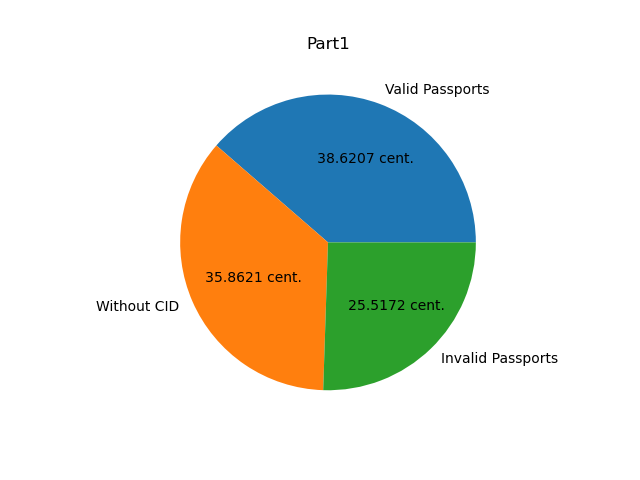 Part1
Valid Passports
38.6207 cent.
35.8621 cent.
Without CID
25.5172 cent.
Invalid Passports